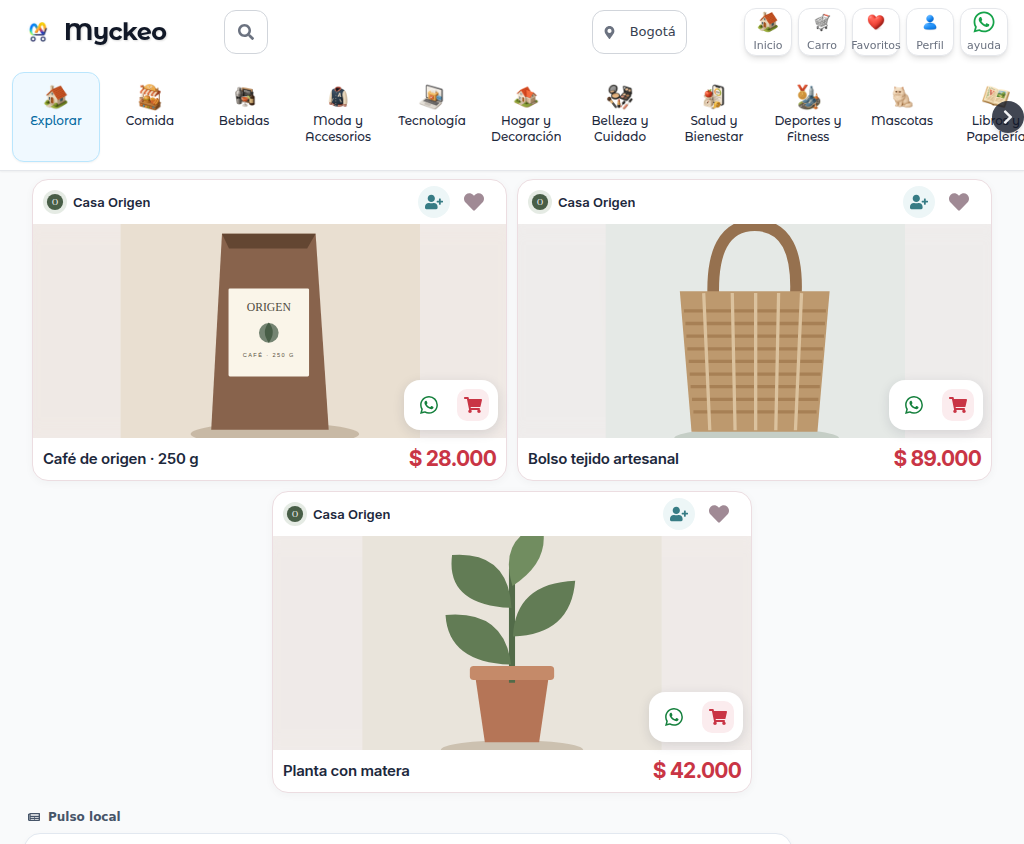 Myckeo
Bogotá
Inicio
Carro
Favoritos
Perfil
ayuda
Explorar
Comida
Bebidas
Moda y
Accesorios
Tecnología
Hogar y
Decoración
Belleza y
Cuidado
Salud y
Bienestar
Deportes y
Fitness
Mascotas
Libros y
Papelería
Casa Origen
ORIGEN
CAFÉ · 250 G
Café de origen · 250 g
$ 28.000
Casa Origen
Bolso tejido artesanal
$ 89.000
Casa Origen
Planta con matera
$ 42.000
Pulso local